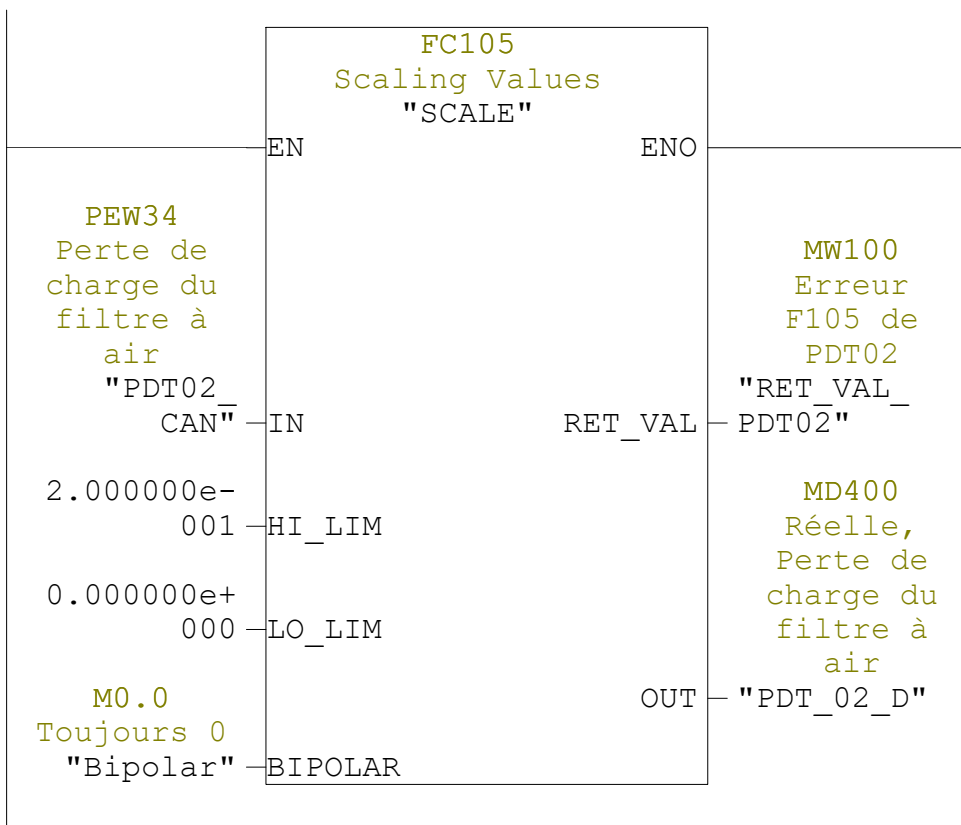 FC105
Scaling Values
"SCALE"
EN
ENO
PEW34
Perte de
charge du
filtre à
air
"PDT02_
CAN"
IN
MW100
Erreur
F105 de
PDT02
"RET_VAL_
RET_VAL
PDT02"
2.000000e-
001
HI_LIM
0.000000e+
000
LO_LIM
MD400
Réelle,
Perte de
charge du
filtre à
air
OUT
"PDT_02_D"
M0.0
Toujours 0
"Bipolar"
BIPOLAR